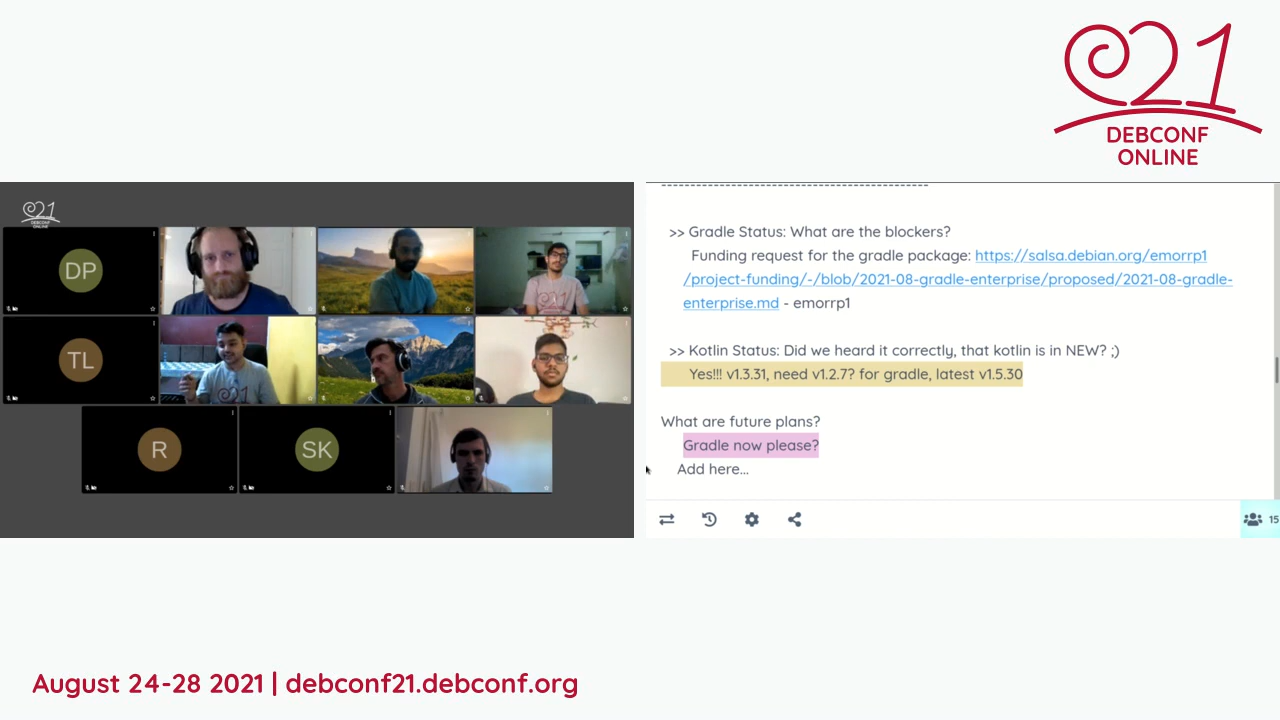 21
DEBCONF
ONLINE
21
DEBCONF
ONLINE
DP
TL
R
SK
>> Gradle Status: What are the blockers?
Funding request for the gradle package: https://salsa.debian.org/emorrp1
/project-funding/-/blob/2021-08-gradle-enterprise/proposed/2021-08-gradle-
enterprise.md - emorrp1
>> Kotlin Status: Did we heard it correctly, that kotlin is in NEW? ;)
Yes!!! v1.3.31, need v1.2.7? for gradle, latest v1.5.30
What are future plans?
Gradle now please?
Add here...
15
August 24-28 2021 | debconf21.debconf.org